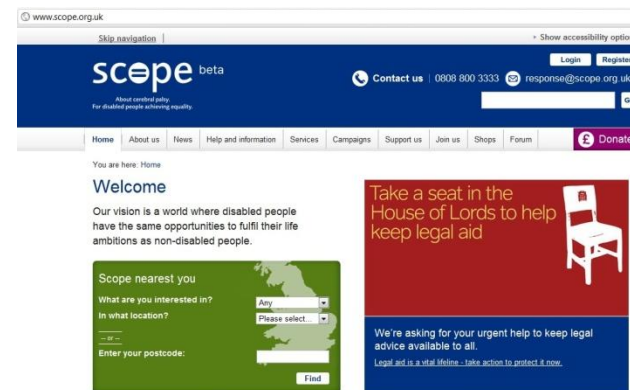 www.scope.org.uk
Skip navigation
+ Show accessibility optio
Login Register
scope beta
Contact us | 0808 800 3333 response@scope.org.uk
About cerebral palsy.
For disabled people achieving equality.
G
Home About us News Help and information Services Campaigns Support us Join us Shops Forum £ Donate
You are here: Home
Welcome
Our vision is a world where disabled people
have the same opportunities to fulfil their life
ambitions as non-disabled people.
Take a seat in the
House of Lords to help
keep legal aid
Scope nearest you
What are you interested in? Any
In what location? Please select...
-- or --
Enter your postcode:
Find
We're asking for your urgent help to keep legal
advice available to all.
Legal aid is a vital lifeline - take action to protect it now.